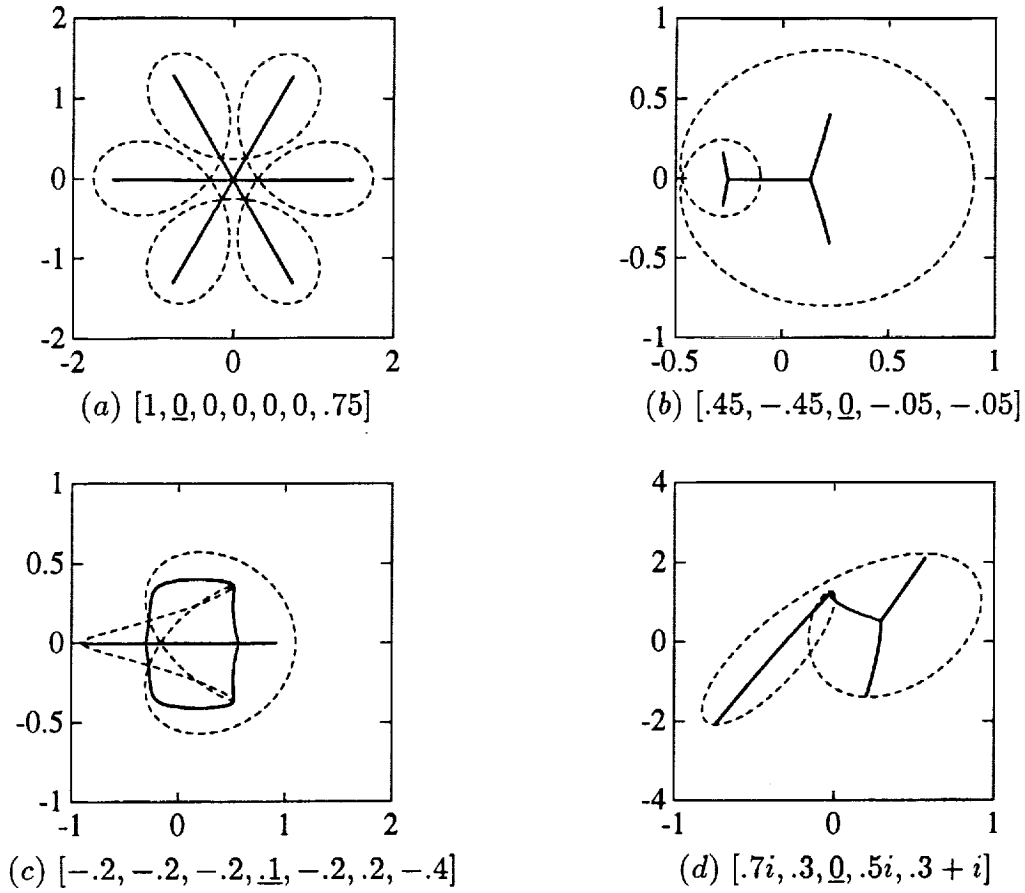 2
1
0
-1
-2
-2 0 2
(a) [1, 0, 0, 0, 0, 0, .75]
1
0.5
0
-0.5
-1
-0.5 0 0.5 1
(b) [.45, -.45, 0, -.05, -.05]
1
0.5
0
-0.5
-1
-1 0 1 2
(c) [-.2, -.2, -.2, .1, -.2, .2, -.4]
4
2
0
-2
-4
-1 0 1
(d) [.7i, .3, 0, .5i, .3 + i]